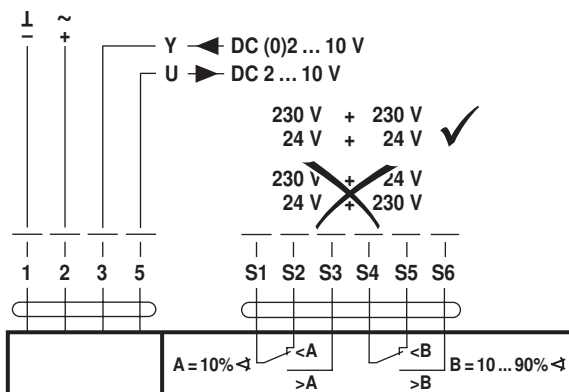 ⊥ ~
– +
Y DC (0)2 ... 10 V
U DC 2 ... 10 V
230 V + 230 V
24 V + 24 V
230 V + 24 V
24 V + 230 V
1 2 3 5 S1 S2 S3 S4 S5 S6
A = 10% ∢ <A <B B = 10 ... 90% ∢
>A >B